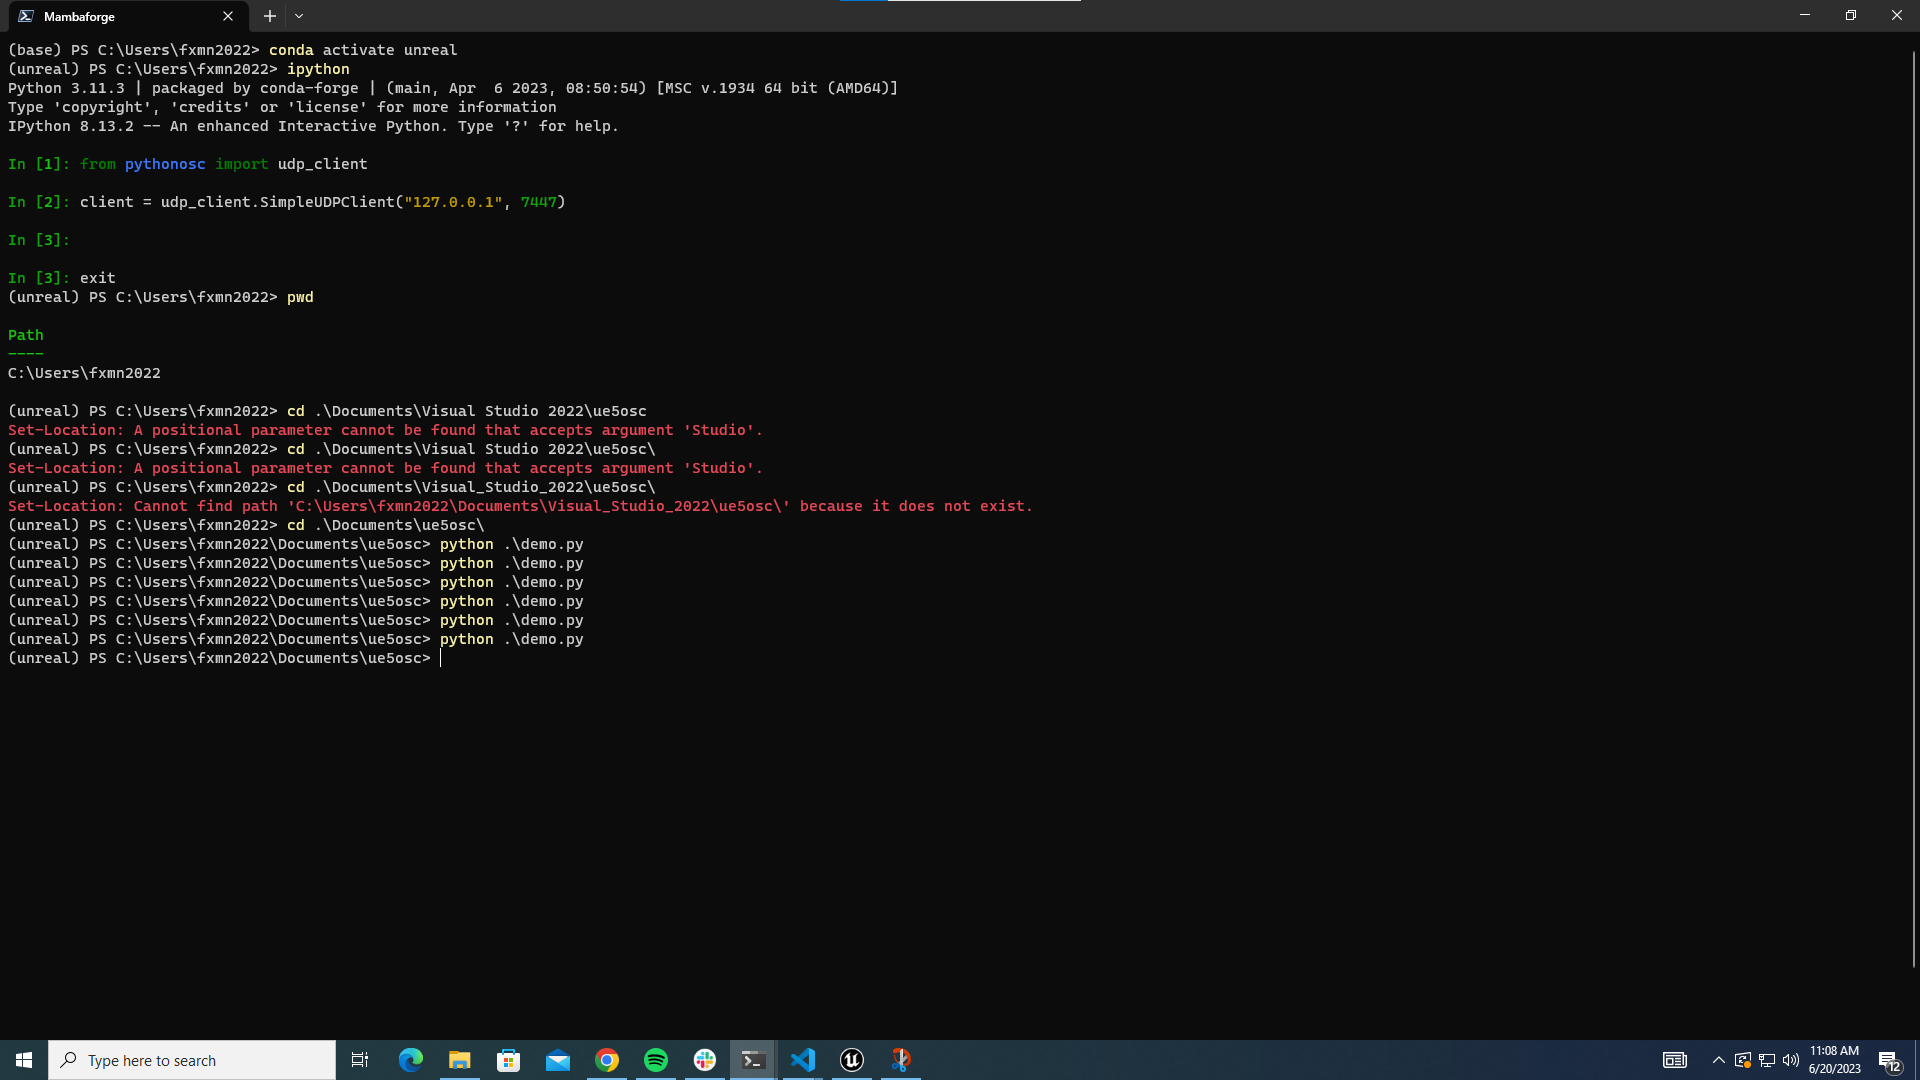 Mambaforge
(base) PS C:\Users\fxmn2022> conda activate unreal
(unreal) PS C:\Users\fxmn2022> ipython
Python 3.11.3 | packaged by conda-forge | (main, Apr  6 2023, 08:50:54) [MSC v.1934 64 bit (AMD64)]
Type 'copyright', 'credits' or 'license' for more information
IPython 8.13.2 -- An enhanced Interactive Python. Type '?' for help.
In [1]: from pythonosc import udp_client
In [2]: client = udp_client.SimpleUDPClient("127.0.0.1", 7447)
In [3]:
In [3]: exit
(unreal) PS C:\Users\fxmn2022> pwd
Path
----
C:\Users\fxmn2022
(unreal) PS C:\Users\fxmn2022> cd .\Documents\Visual Studio 2022\ue5osc
Set-Location: A positional parameter cannot be found that accepts argument 'Studio'.
(unreal) PS C:\Users\fxmn2022> cd .\Documents\Visual Studio 2022\ue5osc\
Set-Location: A positional parameter cannot be found that accepts argument 'Studio'.
(unreal) PS C:\Users\fxmn2022> cd .\Documents\Visual_Studio_2022\ue5osc\
Set-Location: Cannot find path 'C:\Users\fxmn2022\Documents\Visual_Studio_2022\ue5osc\' because it does not exist.
(unreal) PS C:\Users\fxmn2022> cd .\Documents\ue5osc\
(unreal) PS C:\Users\fxmn2022\Documents\ue5osc> python .\demo.py
(unreal) PS C:\Users\fxmn2022\Documents\ue5osc> python .\demo.py
(unreal) PS C:\Users\fxmn2022\Documents\ue5osc> python .\demo.py
(unreal) PS C:\Users\fxmn2022\Documents\ue5osc> python .\demo.py
(unreal) PS C:\Users\fxmn2022\Documents\ue5osc> python .\demo.py
(unreal) PS C:\Users\fxmn2022\Documents\ue5osc> python .\demo.py
(unreal) PS C:\Users\fxmn2022\Documents\ue5osc>
Type here to search
11:08 AM
6/20/2023
12